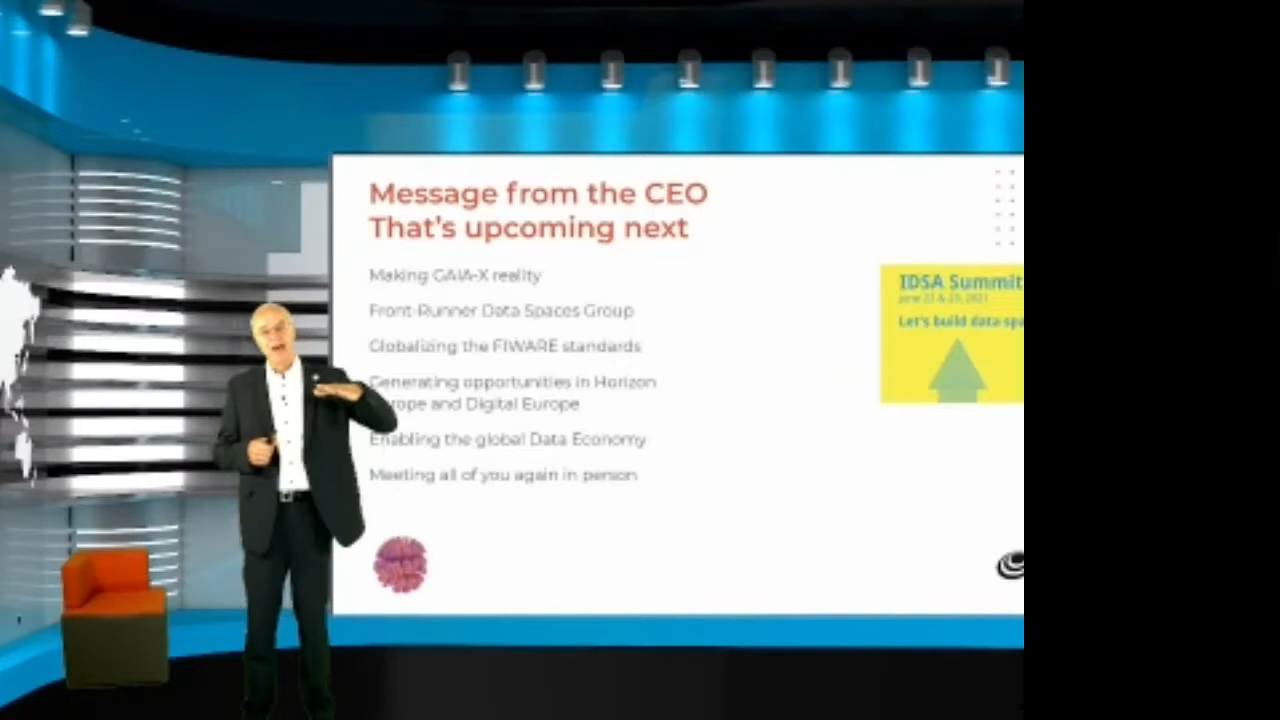 Message from the CEO
That's upcoming next
Making GAIA-X reality
Front-Runner Data Spaces Group
Globalizing the FIWARE standards
Generating opportunities in Horizon
rope and Digital Europe
Enabling the global Data Economy
Meeting all of you again in person
IDSA Summit
Let's build data spa